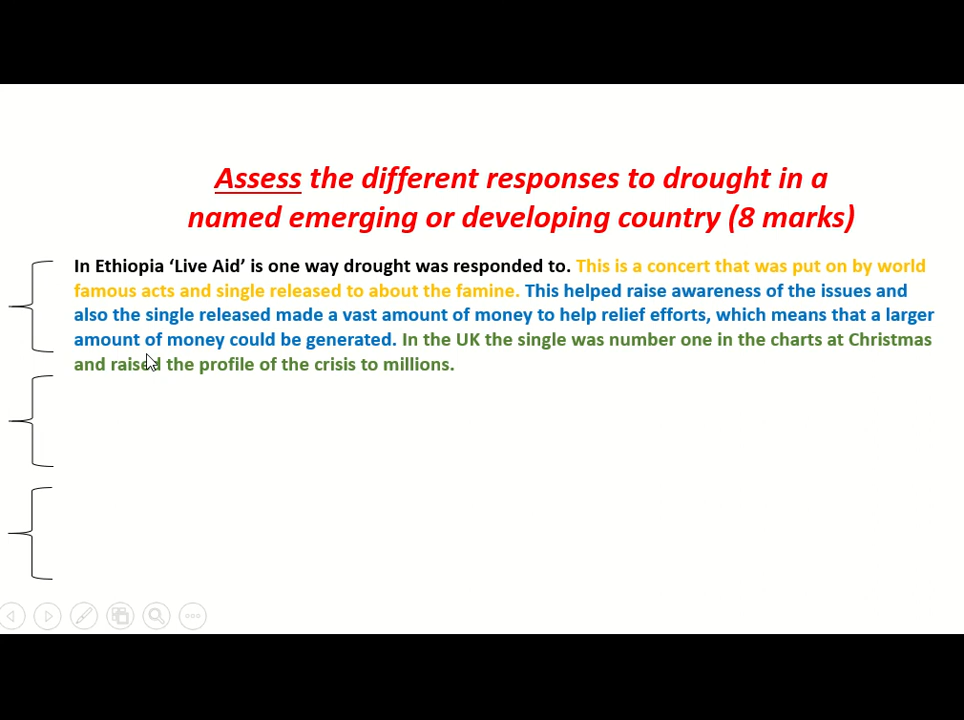 Assess the different responses to drought in a
named emerging or developing country (8 marks)
In Ethiopia ‘Live Aid’ is one way drought was responded to. This is a concert that was put on by world
famous acts and single released to about the famine. This helped raise awareness of the issues and
also the single released made a vast amount of money to help relief efforts, which means that a larger
amount of money could be generated. In the UK the single was number one in the charts at Christmas
and raised the profile of the crisis to millions.